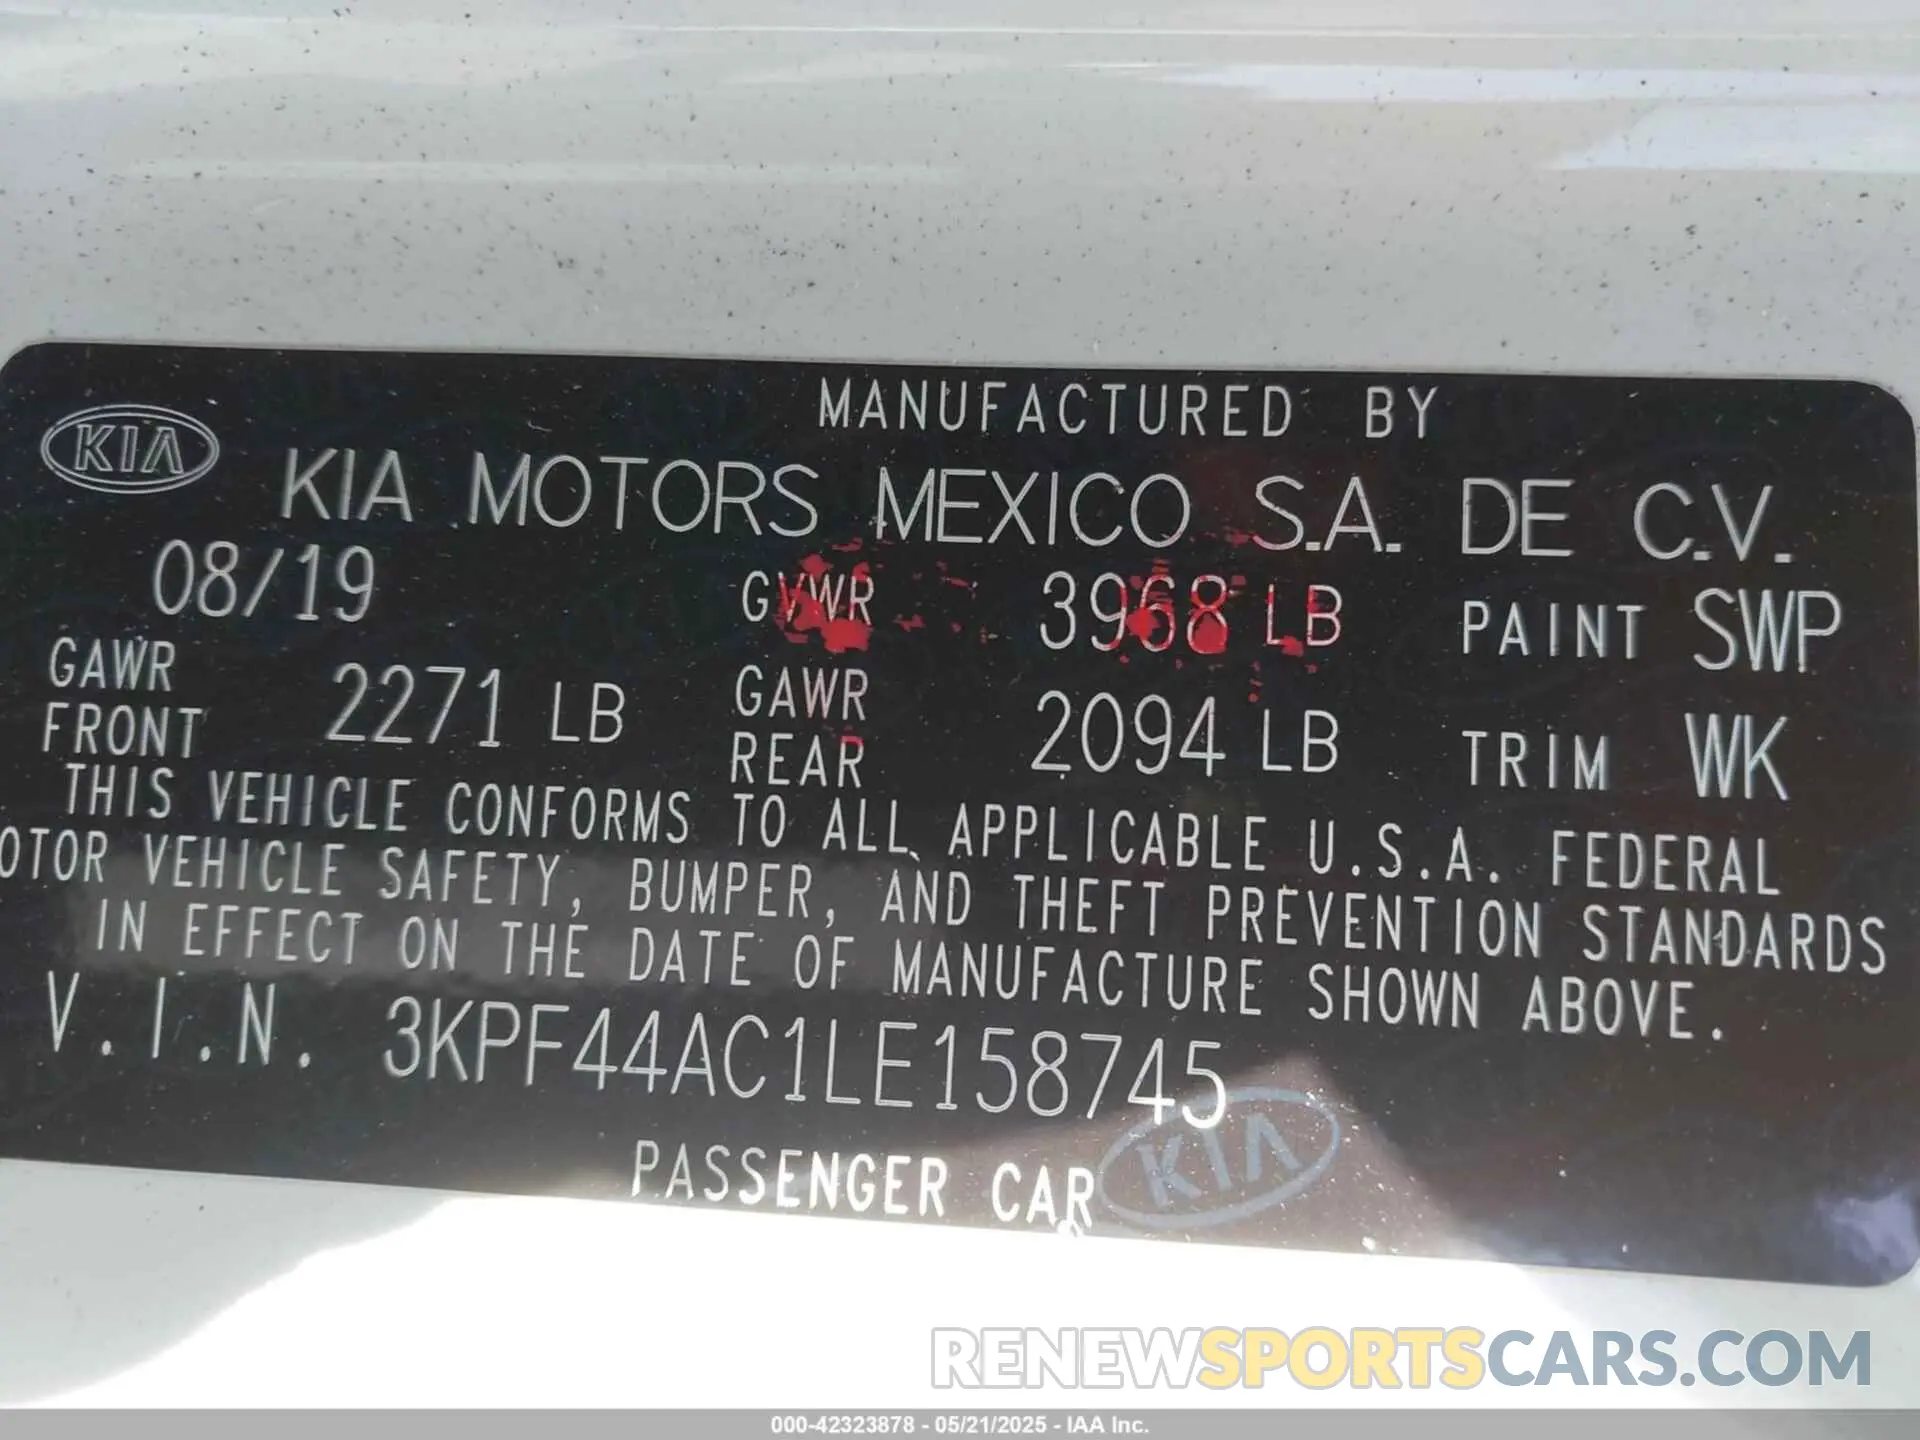 MANUFACTURED BY
KIA KIA MOTORS MEXICO S.A. DE C.V.
08/19 GVWR 3968 LB PAINT SWP
GAWR FRONT 2271 LB GAWR REAR 2094 LB TRIM WK
THIS VEHICLE CONFORMS TO ALL APPLICABLE U.S.A. FEDERAL
OTOR VEHICLE SAFETY, BUMPER, AND THEFT PREVENTION STANDARDS
IN EFFECT ON THE DATE OF MANUFACTURE SHOWN ABOVE.
V.I.N. 3KPF44AC1LE158745
PASSENGER CAR KIA
RENEWSPORTSCARS.COM
000-42323878 - 05/21/2025 - IAA Inc.